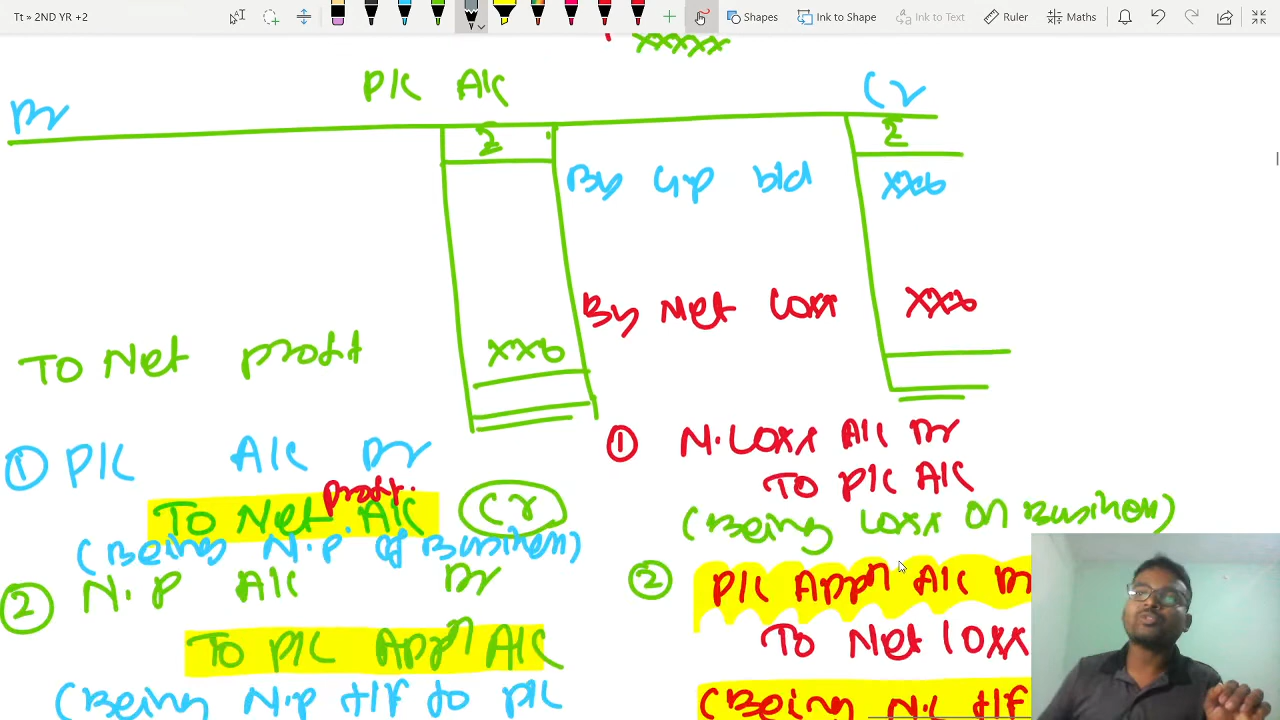 T> 2ND YR +2
Shapes
Ink to Shape
Ink to Text
Ruler
Maths
xxxxx
P/L A/c
Dr
Cr
₹
₹
By GP b/d xxx
By Net Loss xxx
To Net profit xxx
① P/L A/c Dr
To Net profit A/c Cr
(Being N.P of Business)
② N.P A/c Dr
To P/L Appn A/c
(Being N.P t/f to P/L
① N.Loss A/c Dr
To P/L A/c
(Being Loss on Business)
② P/L Appn A/c Dr
To Net Loss
(Being N.L t/f